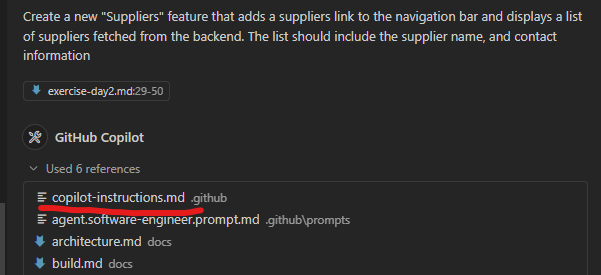 Create a new "Suppliers" feature that adds a suppliers link to the navigation bar and displays a list
of suppliers fetched from the backend. The list should include the supplier name, and contact
information
exercise-day2.md:29-50
GitHub Copilot
Used 6 references
copilot-instructions.md .github
agent.software-engineer.prompt.md .github\prompts
architecture.md docs
build.md docs